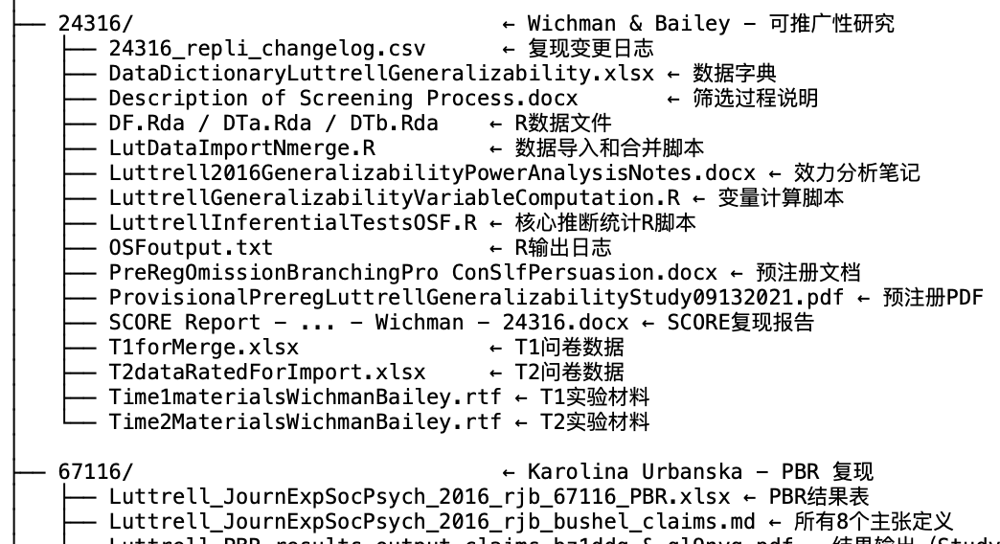 ├── 24316/ ← Wichman & Bailey - 可推广性研究
│ ├── 24316_repli_changelog.csv ← 复现变更日志
│ ├── DataDictionaryLuttrellGeneralizability.xlsx ← 数据字典
│ ├── Description of Screening Process.docx ← 筛选过程说明
│ ├── DF.Rda / DTa.Rda / DTb.Rda ← R数据文件
│ ├── LutDataImportNmerge.R ← 数据导入和合并脚本
│ ├── Luttrell2016GeneralizabilityPowerAnalysisNotes.docx ← 效力分析笔记
│ ├── LuttrellGeneralizabilityVariableComputation.R ← 变量计算脚本
│ ├── LuttrellInferentialTestsOSF.R ← 核心推断统计R脚本
│ ├── OSFoutput.txt ← R输出日志
│ ├── PreRegOmissionBranchingPro ConSlfPersuasion.docx ← 预注册文档
│ ├── ProvisionalPreregLuttrellGeneralizabilityStudy09132021.pdf ← 预注册PDF
│ ├── SCORE Report - ... - Wichman - 24316.docx ← SCORE复现报告
│ ├── T1forMerge.xlsx ← T1问卷数据
│ ├── T2dataRatedForImport.xlsx ← T2问卷数据
│ ├── Time1materialsWichmanBailey.rtf ← T1实验材料
│ └── Time2MaterialsWichmanBailey.rtf ← T2实验材料
├── 67116/ ← Karolina Urbanska - PBR 复现
│ ├── Luttrell_JournExpSocPsych_2016_rjb_67116_PBR.xlsx ← PBR结果表
│ ├── Luttrell_JournExpSocPsych_2016_rjb_bushel_claims.md ← 所有8个主张定义